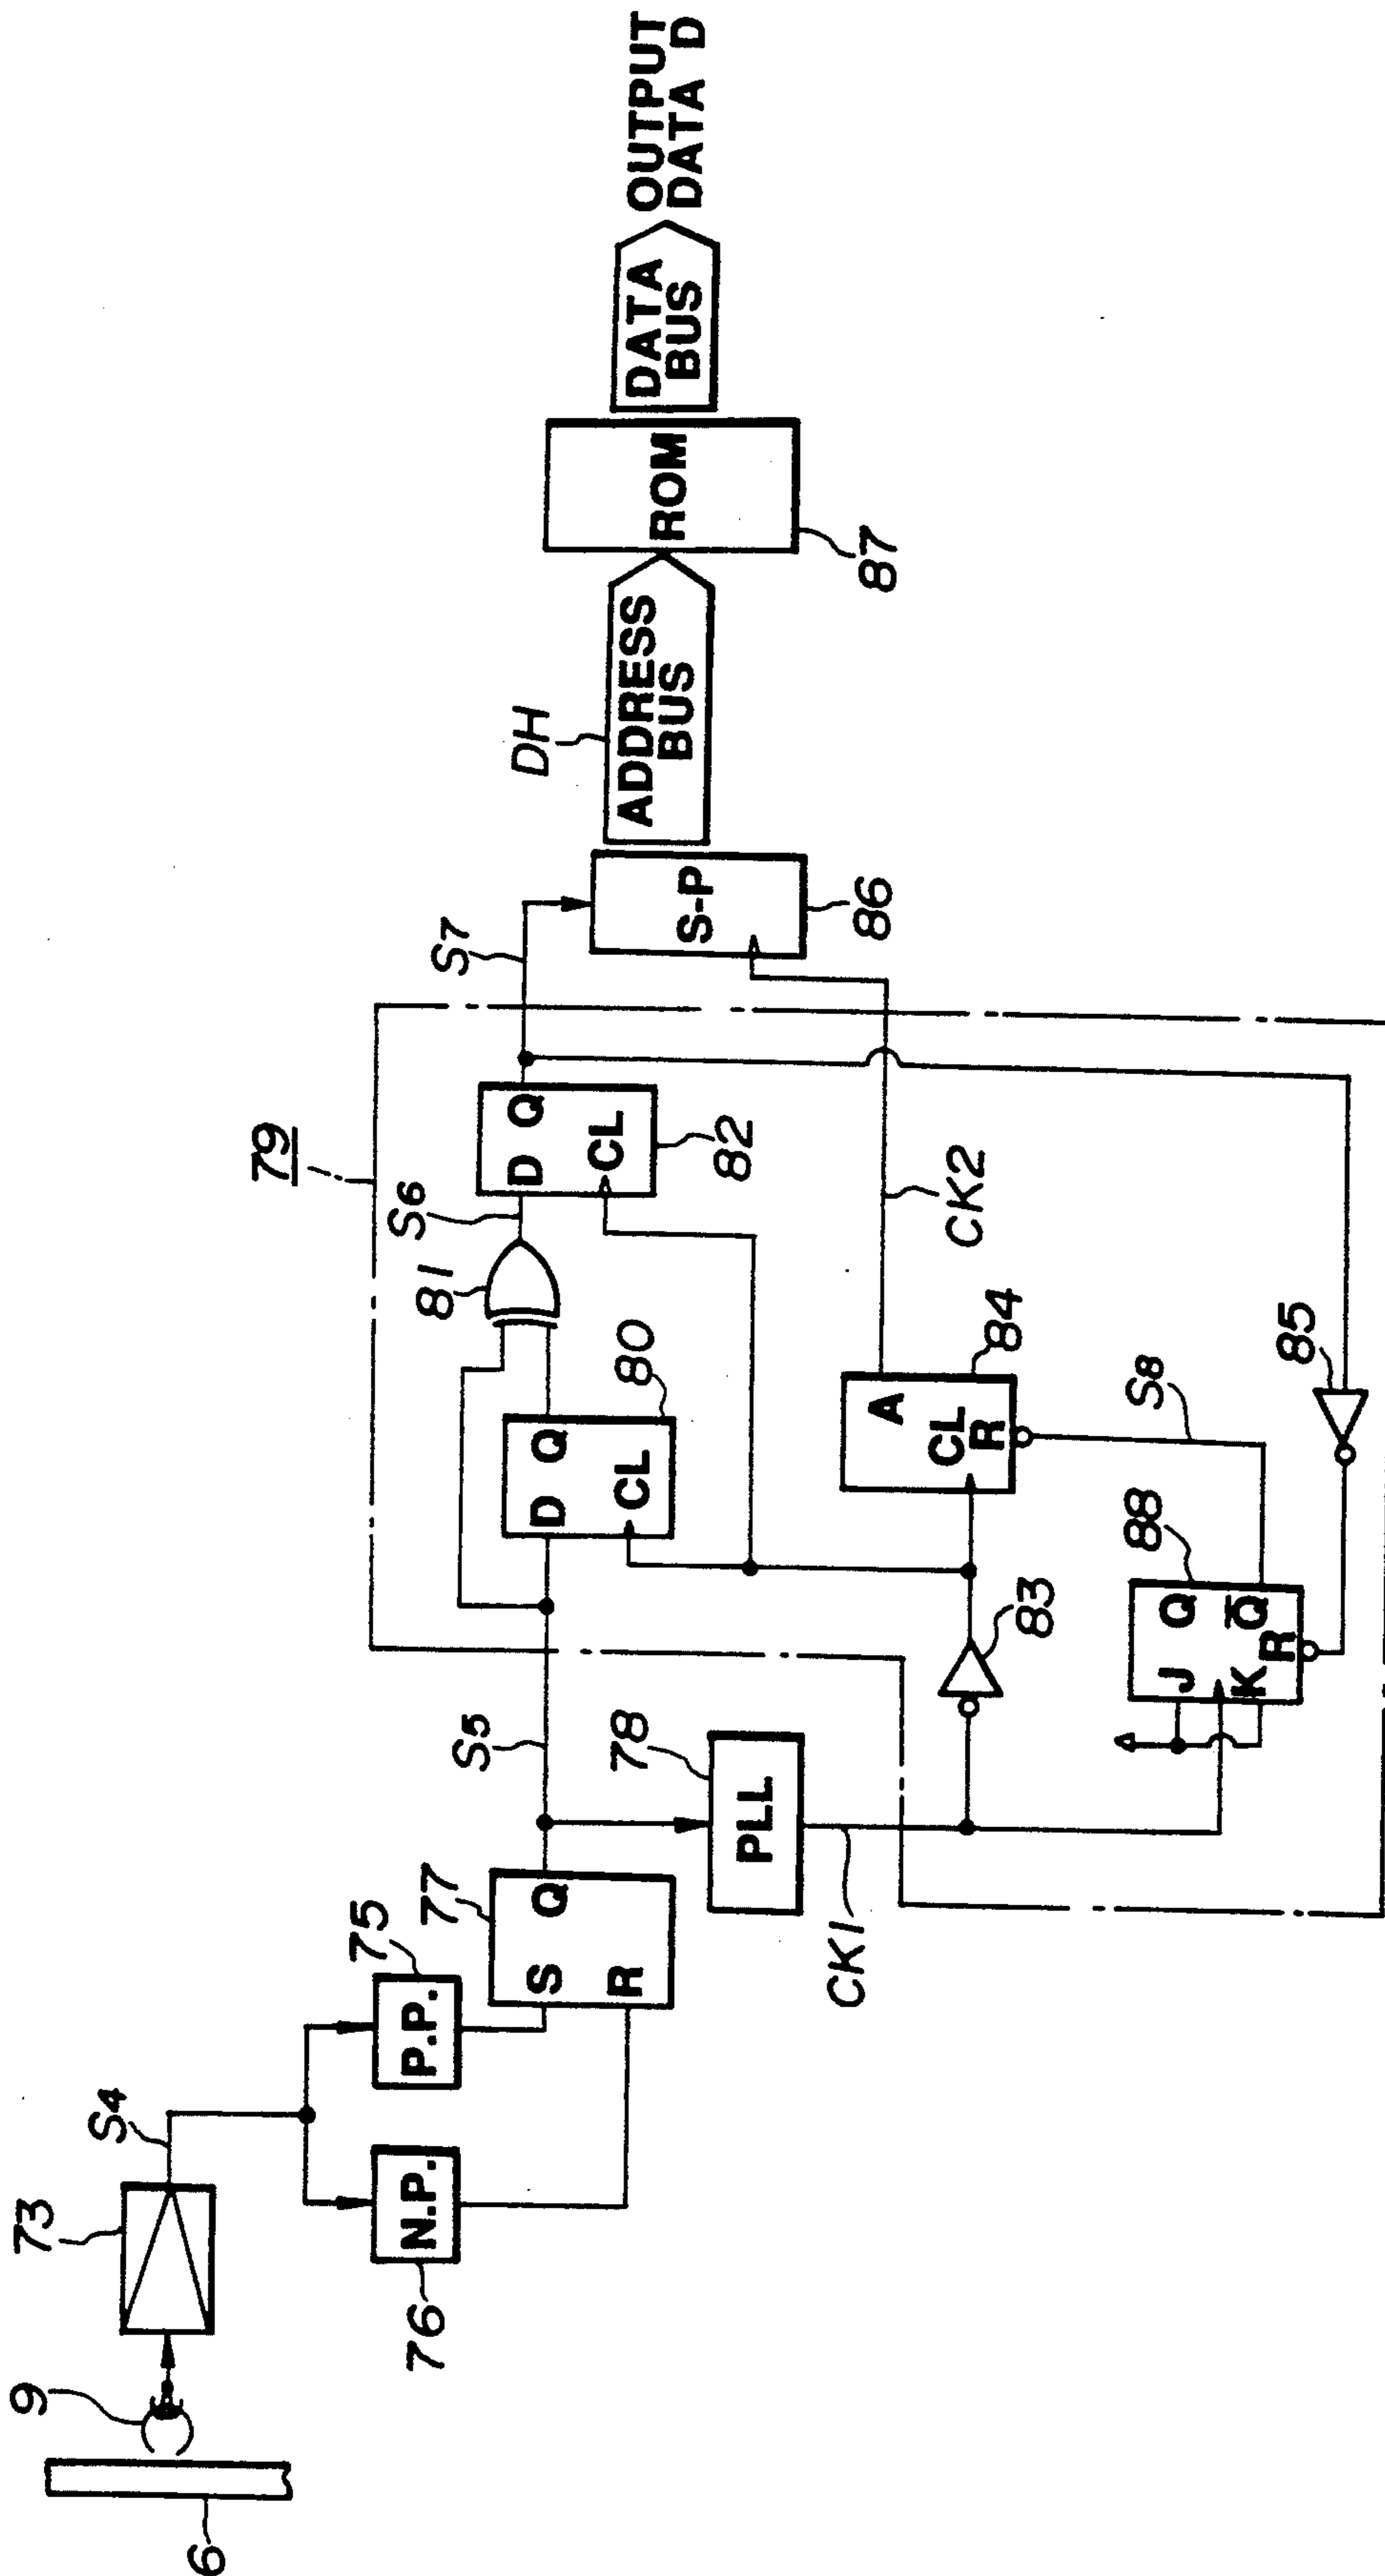 6
9
73
S4
76
N.P.
75
P.P.
77
S Q
R
S5
78
PLL
CK1
79
80
D Q
CL
81
S6
82
D Q
CL
S7
83
84
A
CL
R
CK2
88
J Q
K Q̅
R
S8
85
86
S-P
DH
ADDRESS
BUS
87
ROM
DATA
BUS
OUTPUT
DATA D